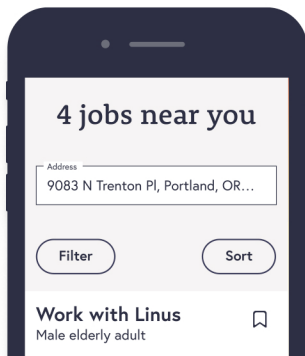 4 jobs near you
Address
9083 N Trenton Pl, Portland, OR...
Filter Sort
Work with Linus
Male elderly adult